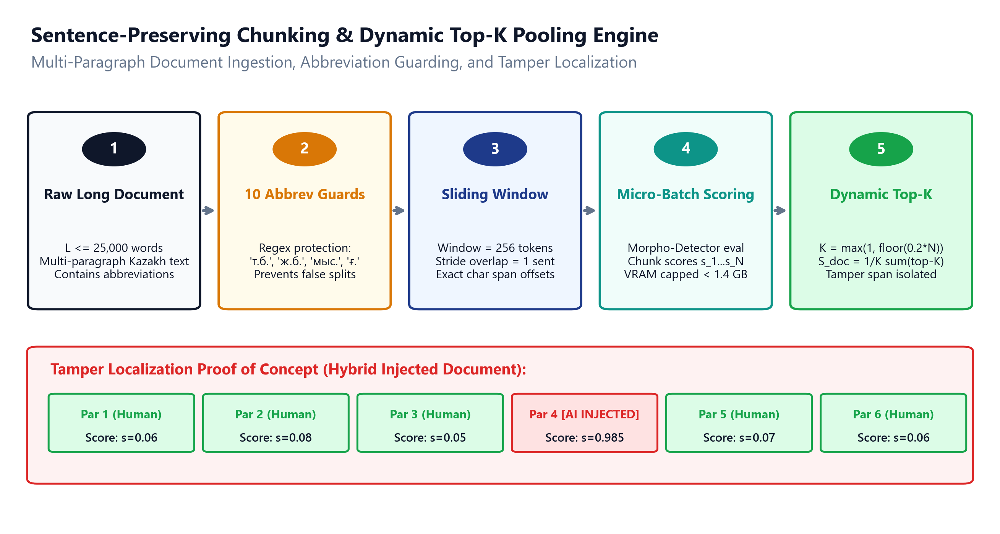 Sentence-Preserving Chunking & Dynamic Top-K Pooling Engine
Multi-Paragraph Document Ingestion, Abbreviation Guarding, and Tamper Localization
1
Raw Long Document
L <= 25,000 words
Multi-paragraph Kazakh text
Contains abbreviations
2
10 Abbrev Guards
Regex protection:
'т.б.', 'ж.б.', 'мыс.', 'ғ.'
Prevents false splits
3
Sliding Window
Window = 256 tokens
Stride overlap = 1 sent
Exact char span offsets
4
Micro-Batch Scoring
Morpho-Detector eval
Chunk scores s_1...s_N
VRAM capped < 1.4 GB
5
Dynamic Top-K
K = max(1, floor(0.2*N))
S_doc = 1/K sum(top-K)
Tamper span isolated
Tamper Localization Proof of Concept (Hybrid Injected Document):
Par 1 (Human)
Score: s=0.06
Par 2 (Human)
Score: s=0.08
Par 3 (Human)
Score: s=0.05
Par 4 [AI INJECTED]
Score: s=0.985
Par 5 (Human)
Score: s=0.07
Par 6 (Human)
Score: s=0.06